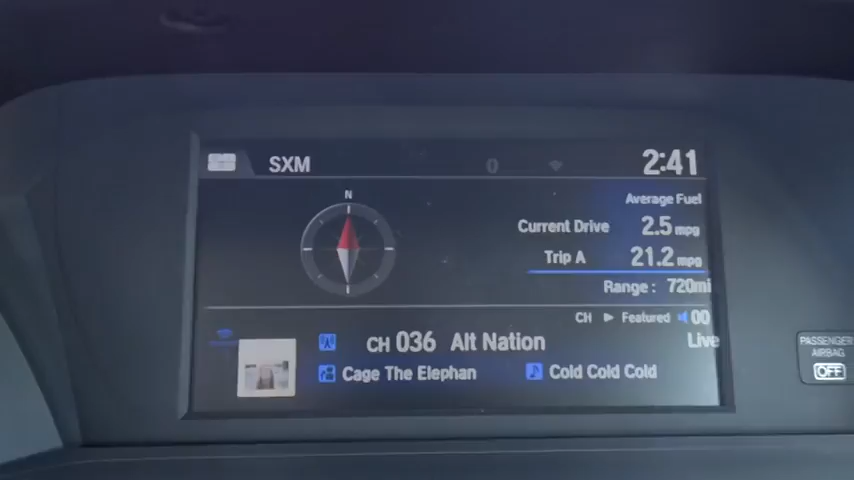 SXM 2:41
N
Average Fuel
Current Drive 2.5 mpg
Trip A 21.2 mpg
Range : 720mi
CH ▶ Featured 00
CH 036 Alt Nation Live
Cage The Elephan Cold Cold Cold
PASSENGER
AIRBAG
OFF